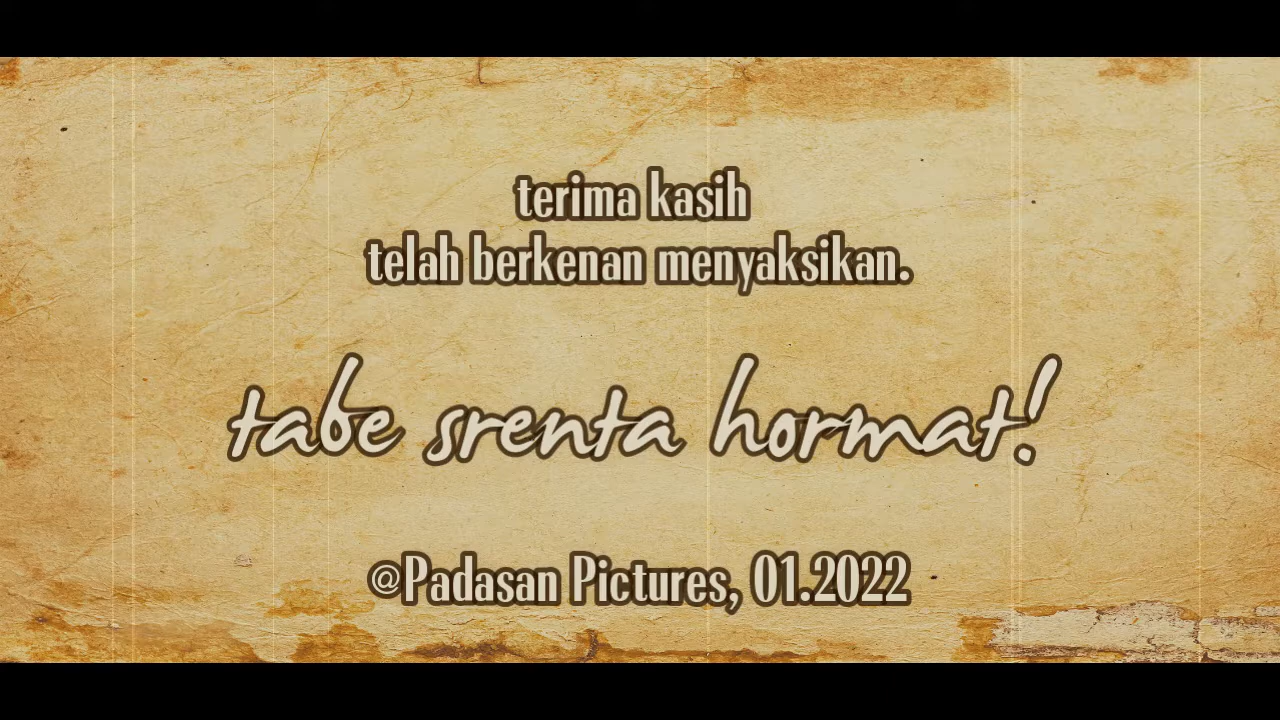 terima kasih
telah berkenan menyaksikan.
tabe srenta hormat!
@Padasan Pictures, 01.2022